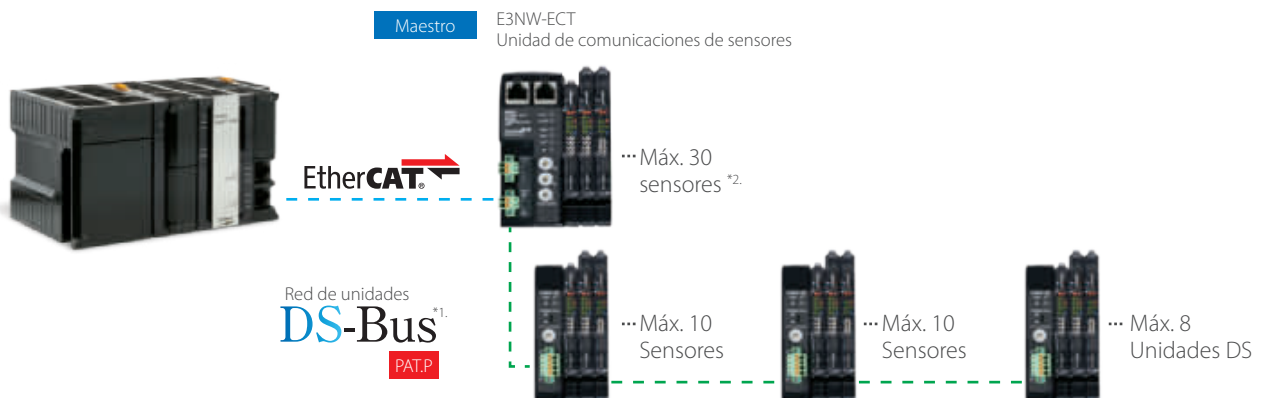 Maestro
E3NW-ECT
Unidad de comunicaciones de sensores
EtherCAT®
Máx. 30
sensores *2.
Red de unidades
DS-Bus *1.
PAT.P
Máx. 10
Sensores
Máx. 10
Sensores
Máx. 8
Unidades DS